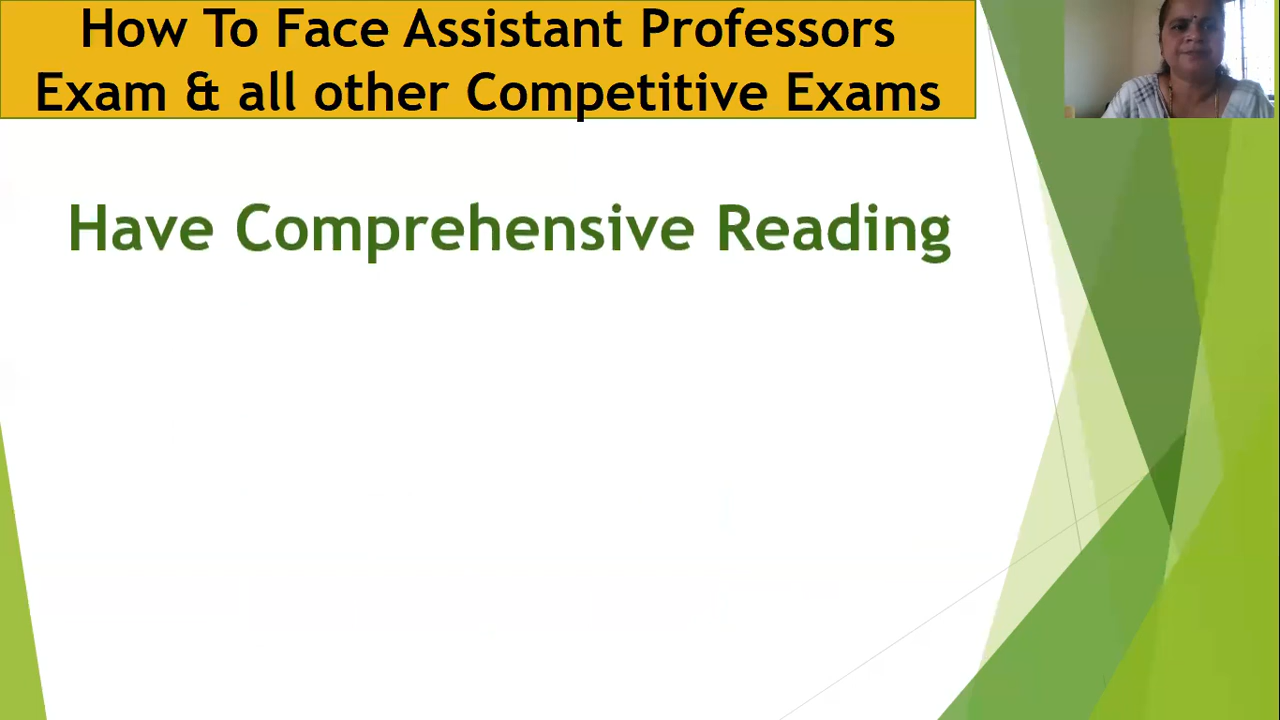 How To Face Assistant Professors
Exam & all other Competitive Exams
Have Comprehensive Reading